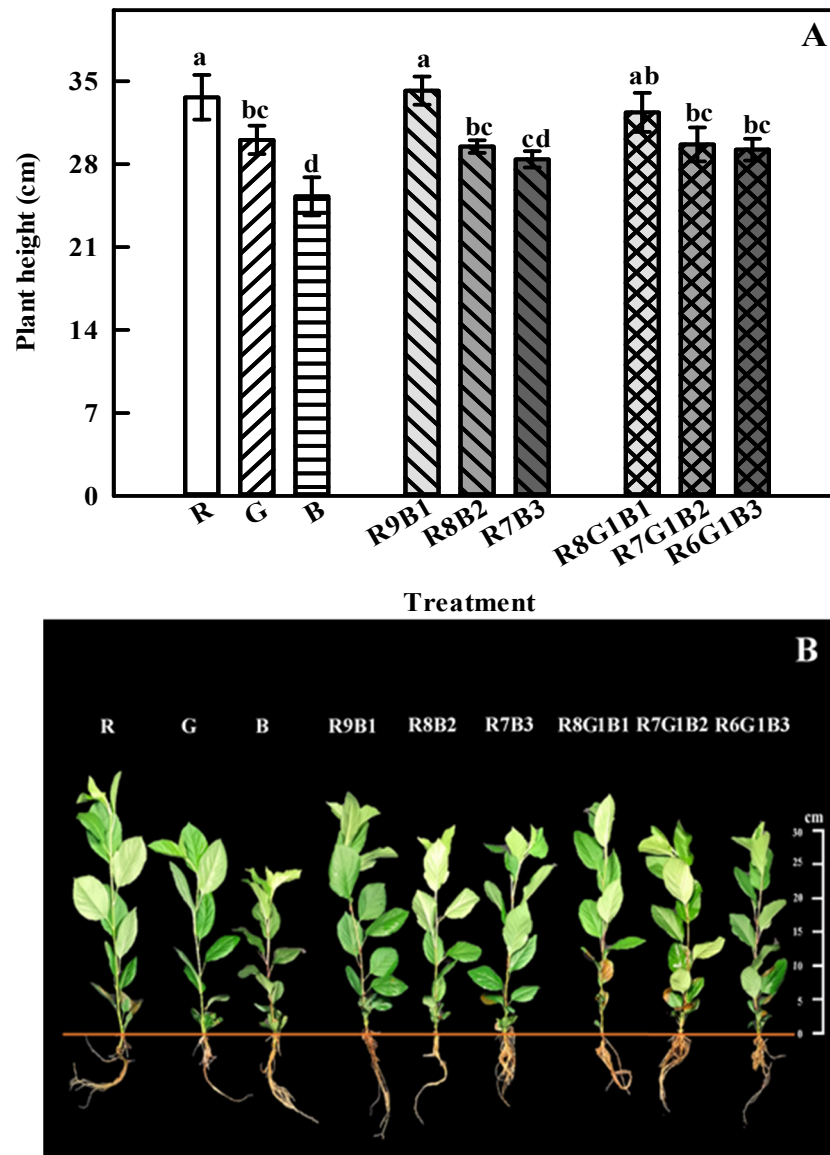 A
Plant height (cm)
35
28
21
14
7
0
a
bc
d
a
bc
cd
ab
bc
bc
R
G
B
R9B1
R8B2
R7B3
R8G1B1
R7G1B2
R6G1B3
Treatment
B
R G B R9B1 R8B2 R7B3 R8G1B1 R7G1B2 R6G1B3
cm
30
25
20
15
10
5
0